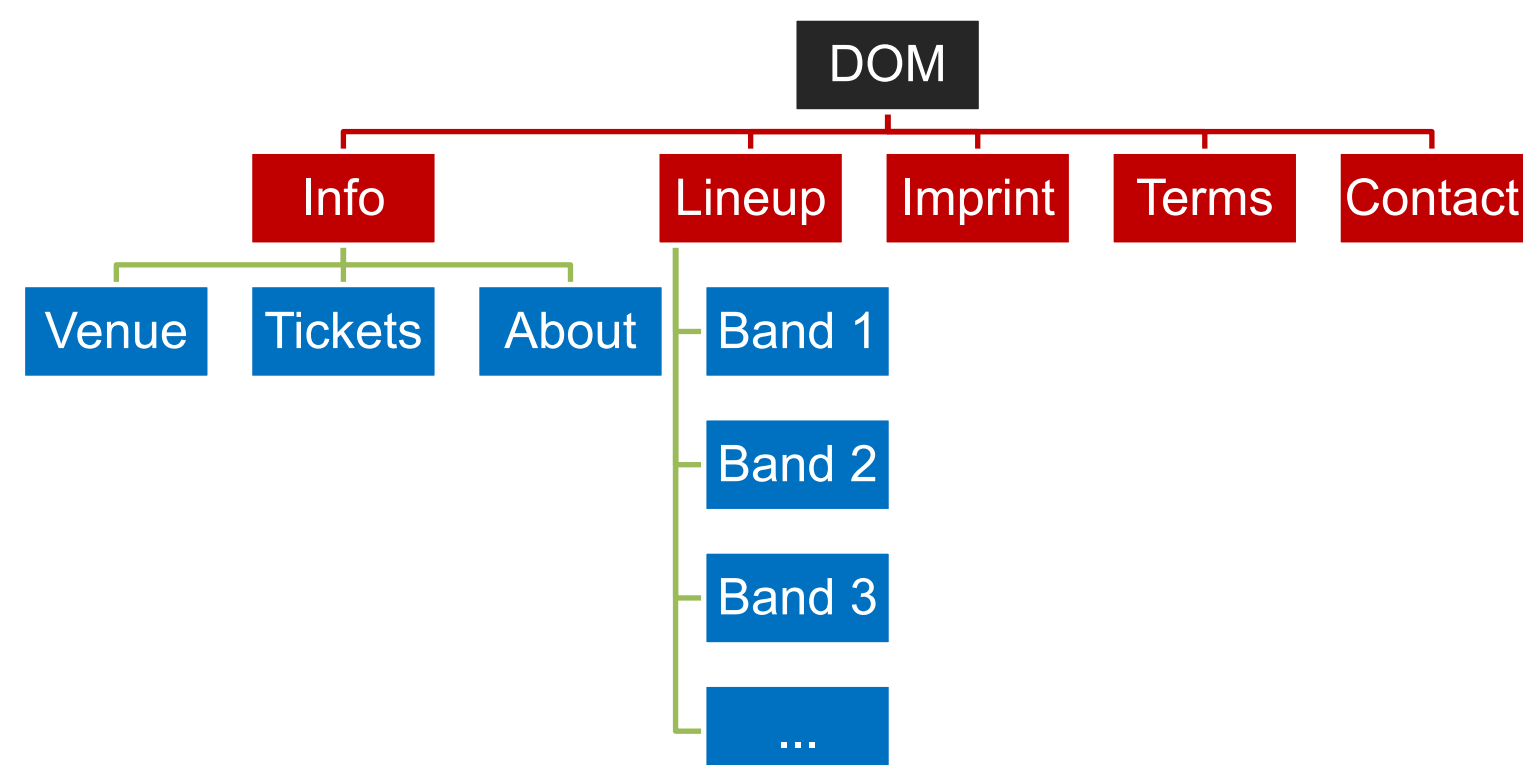 DOM
Info
Lineup
Imprint
Terms
Contact
Venue
Tickets
About
Band 1
Band 2
Band 3
...